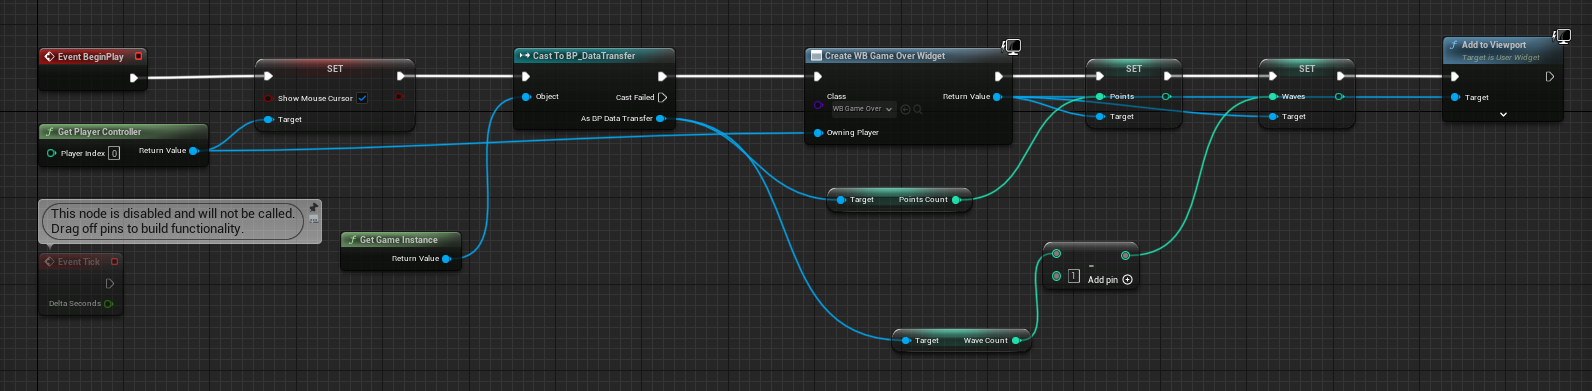 Event BeginPlay
SET
Show Mouse Cursor
Target
f Get Player Controller
Player Index 0
Return Value
This node is disabled and will not be called.
Drag off pins to build functionality.
Event Tick
Delta Seconds
f Get Game Instance
Return Value
Cast To BP_DataTransfer
Object
Cast Failed
As BP Data Transfer
Create WB Game Over Widget
Class
WB Game Over
Return Value
Owning Player
Target
Points Count
Target
Wave Count
-
1
Add pin
SET
Points
Target
SET
Waves
Target
f Add to Viewport
Target is User Widget
Target